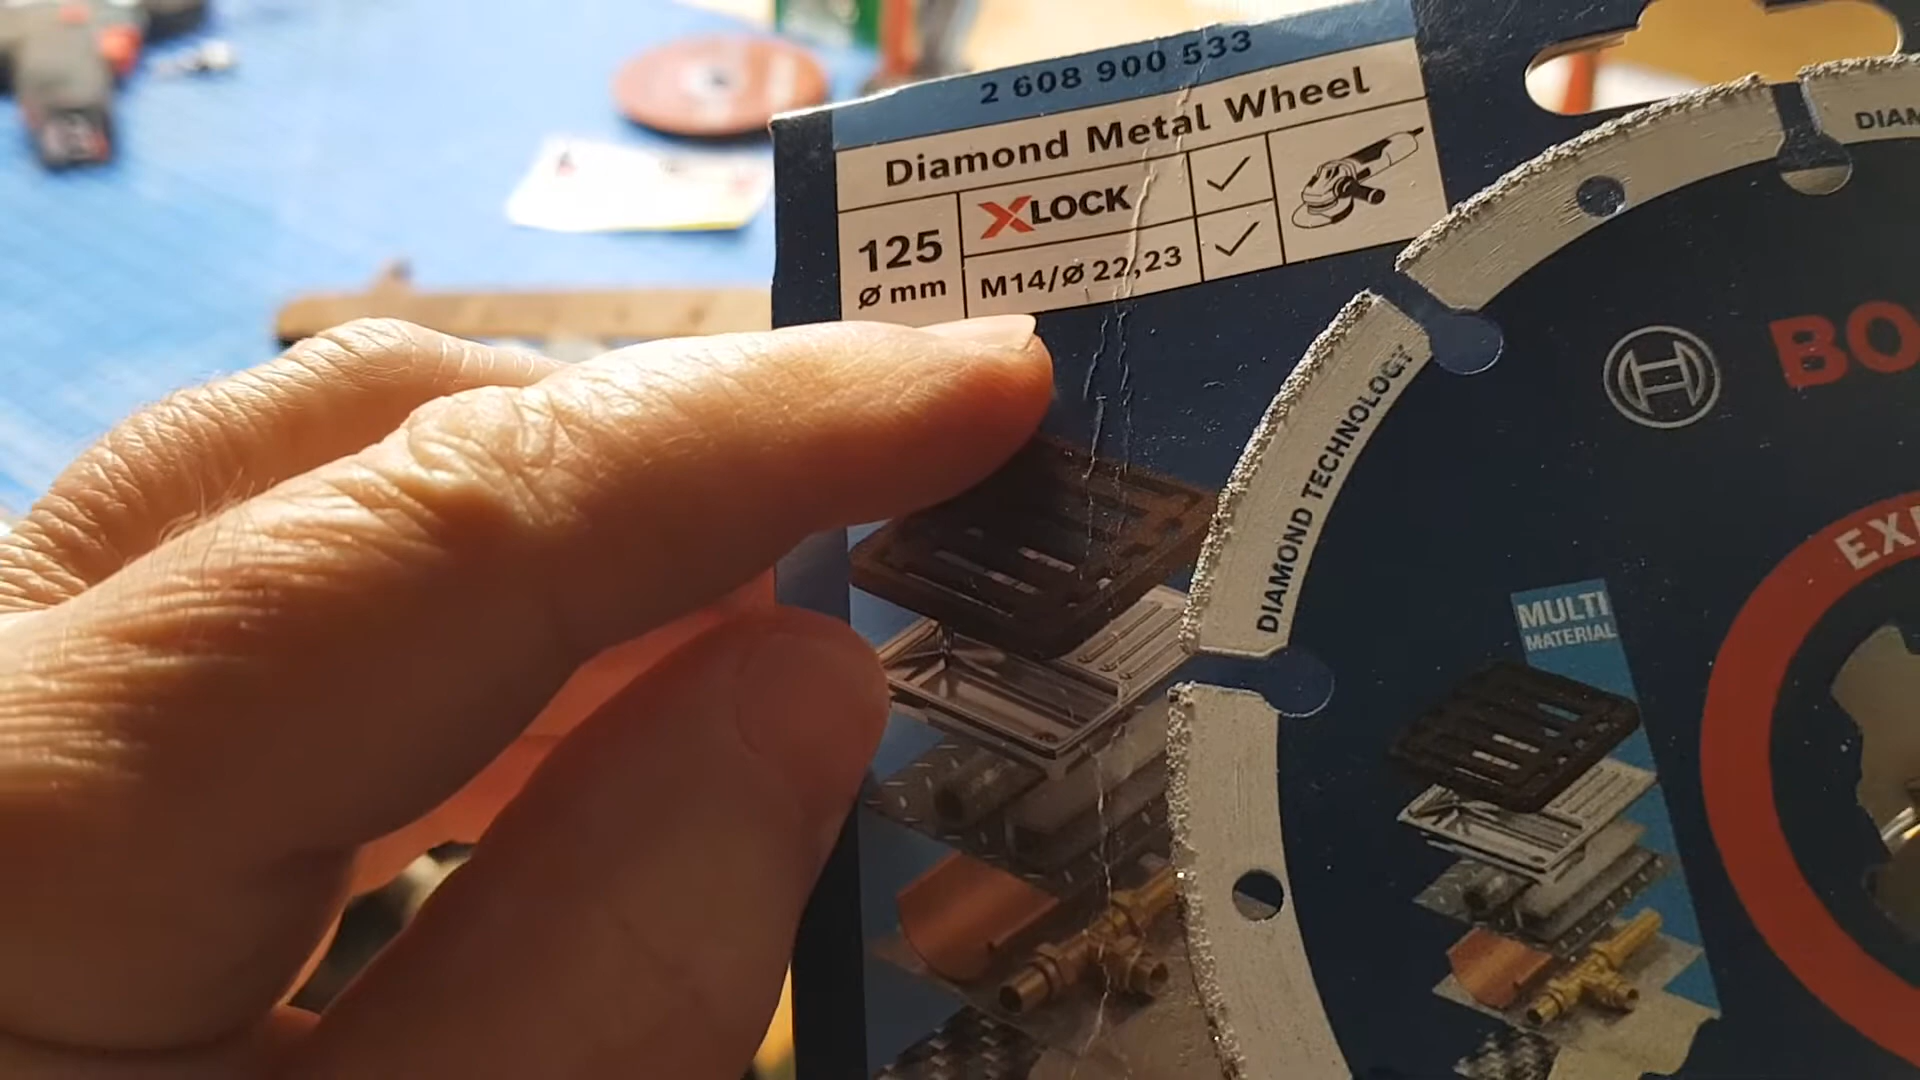 2 608 900 533
Diamond Metal Wheel
125
Ø mm
XLOCK
M14/Ø 22,23
DIAMOND TECHNOLOGY
MULTI
MATERIAL